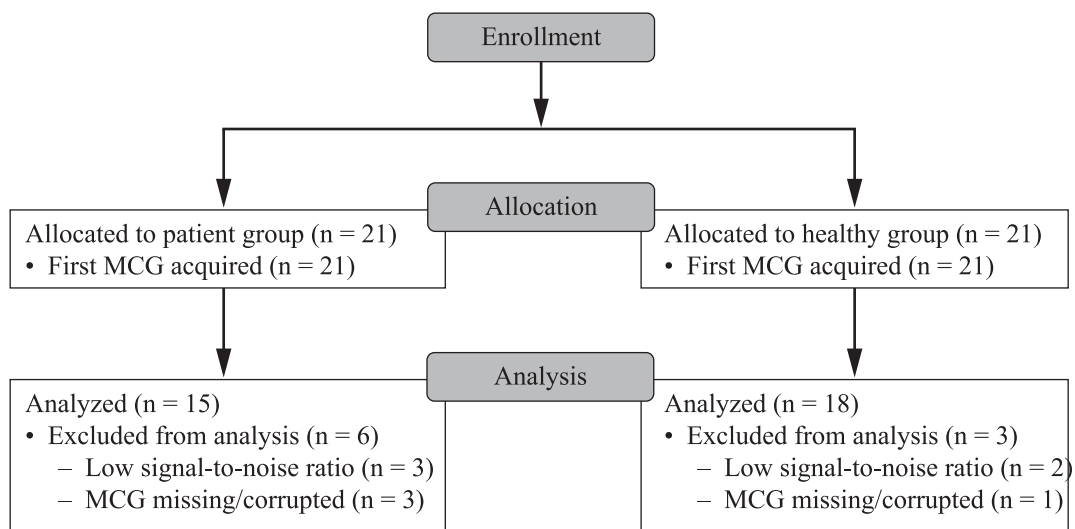 Enrollment
Allocation
Allocated to patient group (n = 21)
• First MCG acquired (n = 21)
Allocated to healthy group (n = 21)
• First MCG acquired (n = 21)
Analysis
Analyzed (n = 15)
• Excluded from analysis (n = 6)
– Low signal-to-noise ratio (n = 3)
– MCG missing/corrupted (n = 3)
Analyzed (n = 18)
• Excluded from analysis (n = 3)
– Low signal-to-noise ratio (n = 2)
– MCG missing/corrupted (n = 1)